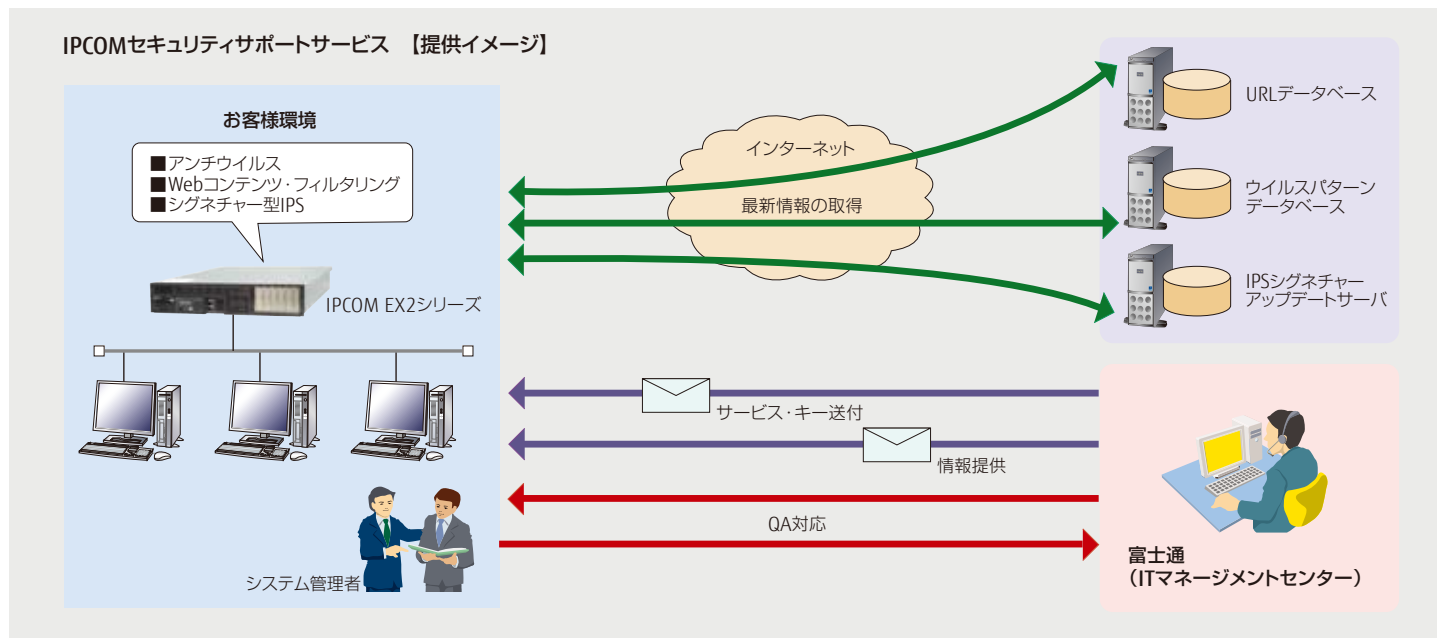 IPCOMセキュリティサポートサービス 【提供イメージ】
お客様環境
■アンチウイルス
■Webコンテンツ・フィルタリング
■シグネチャー型IPS
IPCOM EX2シリーズ
システム管理者
インターネット
最新情報の取得
URLデータベース
ウイルスパターン
データベース
IPSシグネチャー
アップデートサーバ
サービス・キー送付
情報提供
QA対応
富士通
（ITマネージメントセンター）